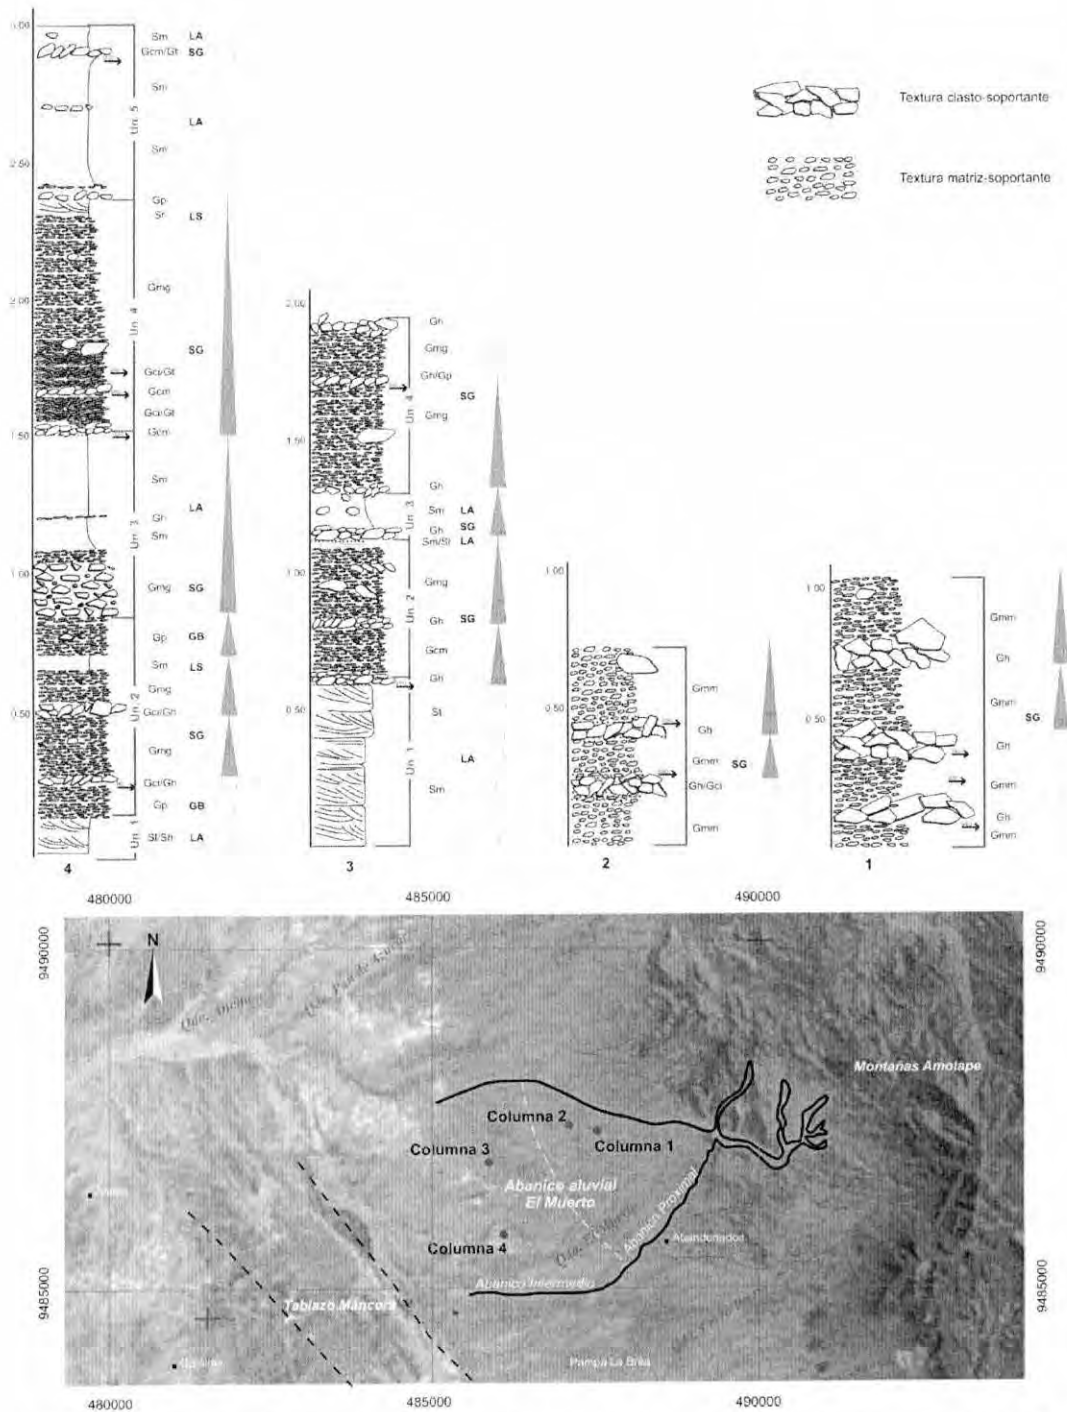 Sm LA
Gcm/Gt SG
Sm
Un. 5
LA
Sm
2.50
Gp
LS
Gmg
2.00
Un. 4
SG
Gci/Gt
Gcm
Gci/Gt
1.50
Gcm
Sm
LA
Gh
Un. 3
Sm
1.00
Gmg SG
Gp GB
Sm LS
Gmg
Un. 2
0.50
Gci/Gh
SG
Gmg
Gci/Gh
Gp GB
Un. 1
Sl/Sh LA
4
2.00
Gh
Gmg
Gh/Gp
SG
Un. 4
Gmg
1.50
Gh
Un. 3
Sm LA
Gh SG
Sm/Sl LA
1.00
Gmg
Un. 2
Gh SG
Gcm
Gh
0.50
Sl
Un. 1
LA
Sm
3
1.00
Gmm
0.50
Gh
Gmm SG
Gh/Gci
Gmm
2
Textura clasto-soportante
Textura matriz-soportante
1.00
Gmm
Gh
Gmm
0.50
SG
Gh
Gmm
Gh
Gmm
1
480000 485000 490000
9490000
9490000
N
Montañas Amotape
Columna 2
Columna 1
Columna 3
Abanico aluvial
El Muerto
Abanico Proximal
Columna 4
Abandonados
Abanico Intermedio
Tablazo Máncora
Pampa La Brea
9485000
9485000
480000 485000 490000